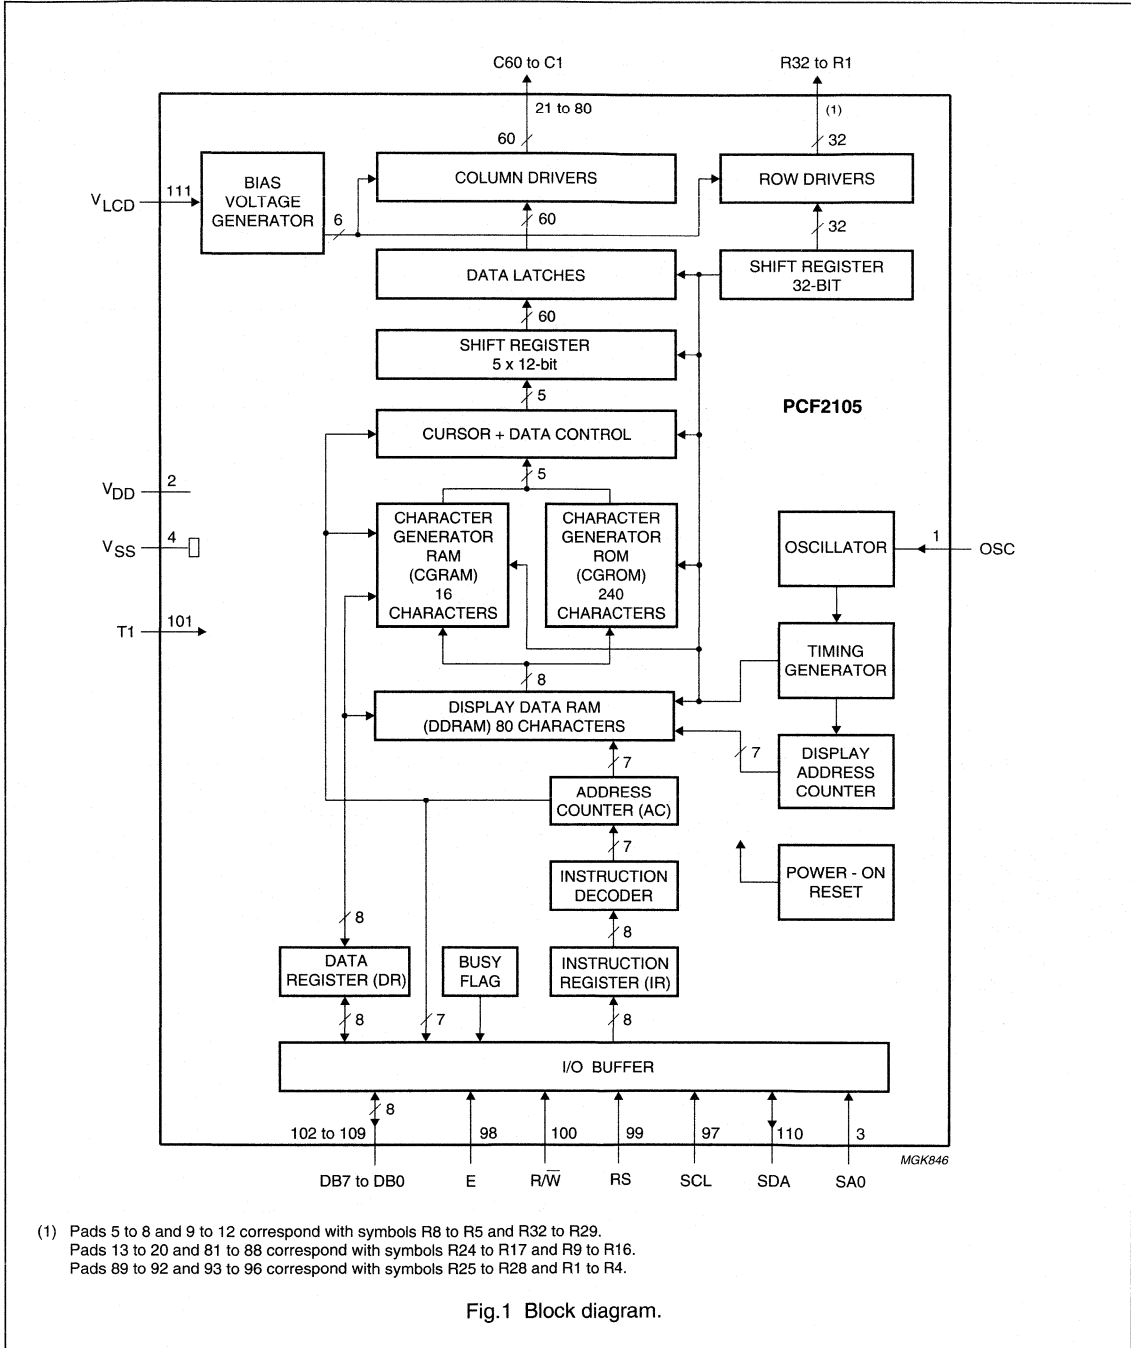 C60 to C1
R32 to R1
21 to 80
(1)
60
32
BIAS
VOLTAGE
GENERATOR
COLUMN DRIVERS
ROW DRIVERS
VLCD
111
6
60
32
DATA LATCHES
SHIFT REGISTER
32-BIT
60
SHIFT REGISTER
5 x 12-bit
5
PCF2105
CURSOR + DATA CONTROL
5
VDD
2
VSS
4
T1
101
CHARACTER
GENERATOR
RAM
(CGRAM)
16
CHARACTERS
CHARACTER
GENERATOR
ROM
(CGROM)
240
CHARACTERS
OSCILLATOR
1
OSC
TIMING
GENERATOR
8
DISPLAY DATA RAM
(DDRAM) 80 CHARACTERS
7
7
DISPLAY
ADDRESS
COUNTER
ADDRESS
COUNTER (AC)
7
INSTRUCTION
DECODER
POWER - ON
RESET
8
8
DATA
REGISTER (DR)
BUSY
FLAG
INSTRUCTION
REGISTER (IR)
8
7
8
I/O BUFFER
8
102 to 109
98
100
99
97
110
3
MGK846
DB7 to DB0
E
R/W̅
RS
SCL
SDA
SA0
(1) Pads 5 to 8 and 9 to 12 correspond with symbols R8 to R5 and R32 to R29.
Pads 13 to 20 and 81 to 88 correspond with symbols R24 to R17 and R9 to R16.
Pads 89 to 92 and 93 to 96 correspond with symbols R25 to R28 and R1 to R4.
Fig.1 Block diagram.